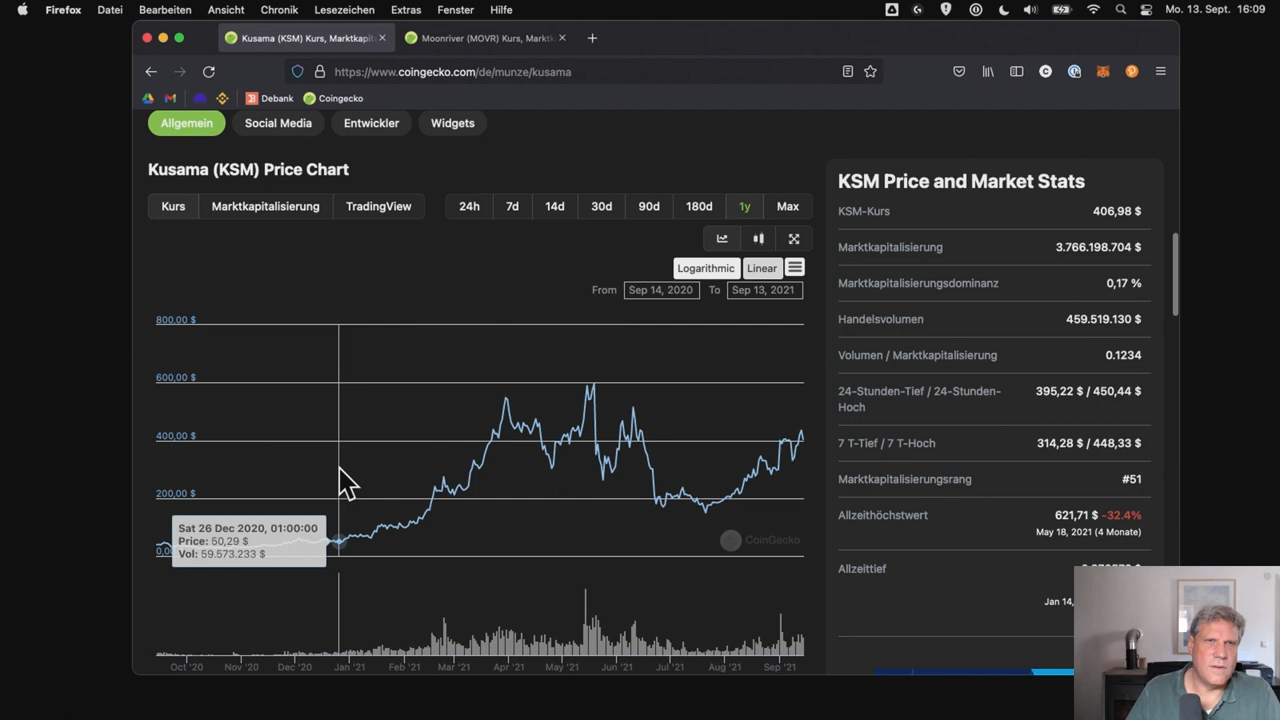 Firefox Datei Bearbeiten Ansicht Chronik Lesezeichen Extras Fenster Hilfe Mo. 13. Sept. 16:09
Kusama (KSM) Kurs, Marktkapit Moonriver (MOVR) Kurs, Markt
https://www.coingecko.com/de/munze/kusama
Debank Coingecko
Allgemein Social Media Entwickler Widgets
Kusama (KSM) Price Chart
Kurs Marktkapitalisierung TradingView 24h 7d 14d 30d 90d 180d 1y Max
Logarithmic Linear
From Sep 14, 2020 To Sep 13, 2021
800,00 $
600,00 $
400,00 $
200,00 $
Sat 26 Dec 2020, 01:00:00
Price: 50,29 $
Vol: 59.573.233 $
CoinGecko
Oct '20 Nov '20 Dec '20 Jan '21 Feb '21 Mar '21 Apr '21 May '21 Jun '21 Jul '21 Aug '21 Sep '21
KSM Price and Market Stats
KSM-Kurs 406,98 $
Marktkapitalisierung 3.766.198.704 $
Marktkapitalisierungsdominanz 0,17 %
Handelsvolumen 459.519.130 $
Volumen / Marktkapitalisierung 0.1234
24-Stunden-Tief / 24-Stunden- 395,22 $ / 450,44 $
Hoch
7 T-Tief / 7 T-Hoch 314,28 $ / 448,33 $
Marktkapitalisierungsrang #51
Allzeithöchstwert 621,71 $ -32.4%
May 18, 2021 (4 Monate)
Allzeittief
Jan 14,